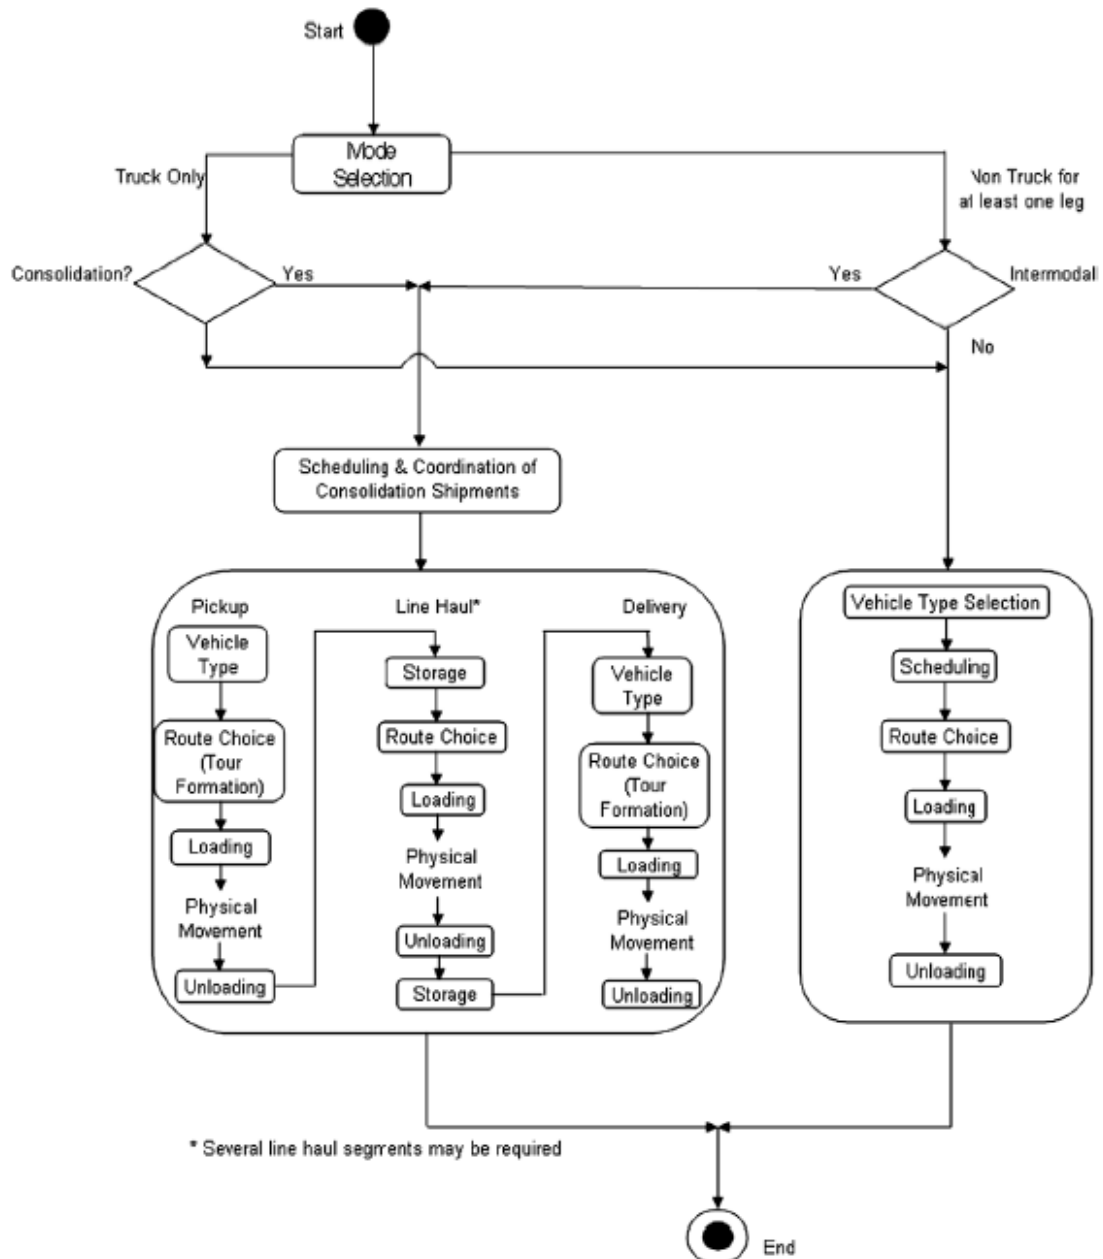 Start
Mode
Selection
Truck Only
Non Truck for
at least one leg
Consolidation?
Yes
Yes
Intermodal
No
Scheduling & Coordination of
Consolidation Shipments
Pickup
Vehicle
Type
Route Choice
(Tour
Formation)
Loading
Physical
Movement
Unloading
Line Haul*
Storage
Route Choice
Loading
Physical
Movement
Unloading
Storage
Delivery
Vehicle
Type
Route Choice
(Tour
Formation)
Loading
Physical
Movement
Unloading
Vehicle Type Selection
Scheduling
Route Choice
Loading
Physical
Movement
Unloading
* Several line haul segments may be required
End